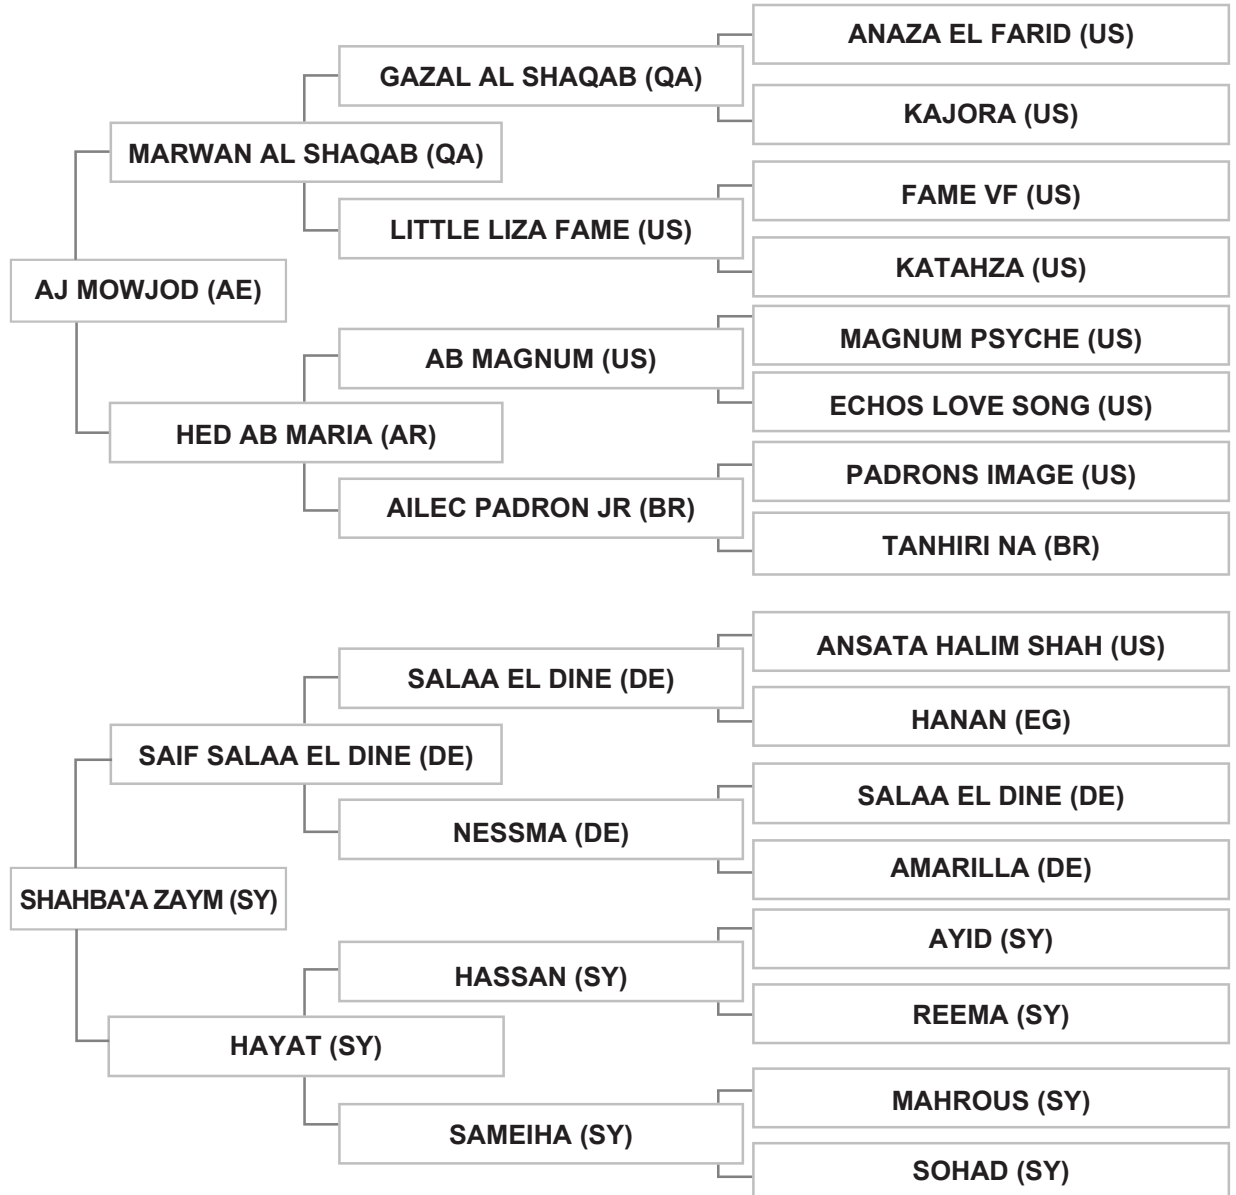 ANAZA EL FARID (US)
GAZAL AL SHAQAB (QA)
KAJORA (US)
MARWAN AL SHAQAB (QA)
FAME VF (US)
LITTLE LIZA FAME (US)
KATAHZA (US)
AJ MOWJOD (AE)
MAGNUM PSYCHE (US)
AB MAGNUM (US)
ECHOS LOVE SONG (US)
HED AB MARIA (AR)
PADRONS IMAGE (US)
AILEC PADRON JR (BR)
TANHIRI NA (BR)
ANSATA HALIM SHAH (US)
SALAA EL DINE (DE)
HANAN (EG)
SAIF SALAA EL DINE (DE)
SALAA EL DINE (DE)
NESSMA (DE)
AMARILLA (DE)
SHAHBA'A ZAYM (SY)
AYID (SY)
HASSAN (SY)
REEMA (SY)
HAYAT (SY)
MAHROUS (SY)
SAMEIHA (SY)
SOHAD (SY)